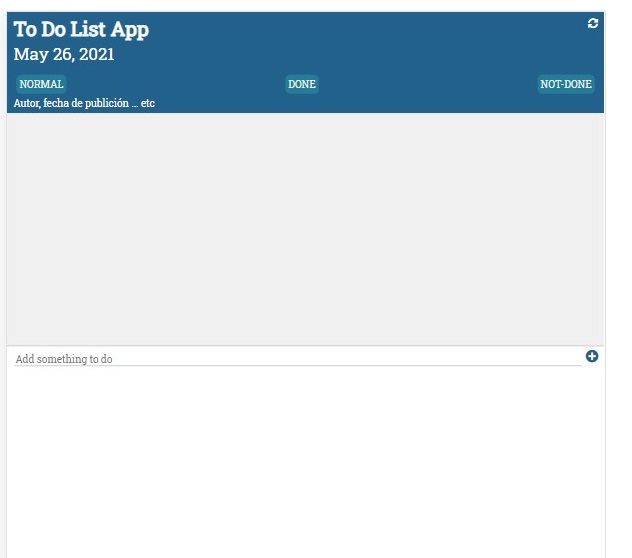 To Do List App
May 26, 2021
NORMAL DONE NOT-DONE
Autor, fecha de publición ... etc
Add something to do